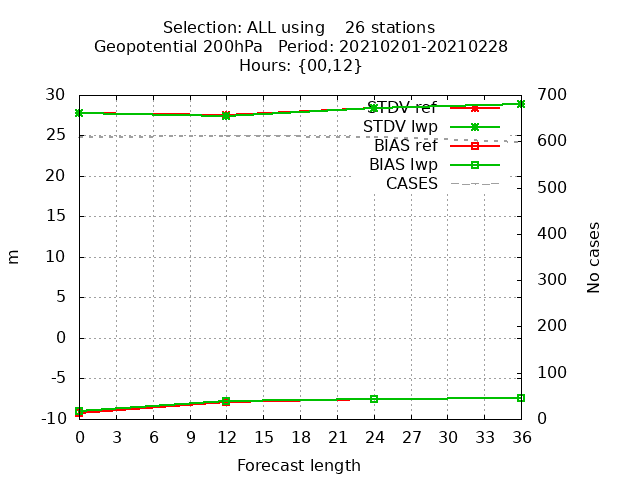 Selection: ALL using    26 stations
Geopotential 200hPa   Period: 20210201-20210228
Hours: {00,12}
30 700
STDV ref
STDV lwp
25 600
BIAS ref
BIAS lwp
CASES
20 500
15 400
10 300
5 200
0
-5 100
-10 0
m
No cases
0 3 6 9 12 15 18 21 24 27 30 33 36
Forecast length